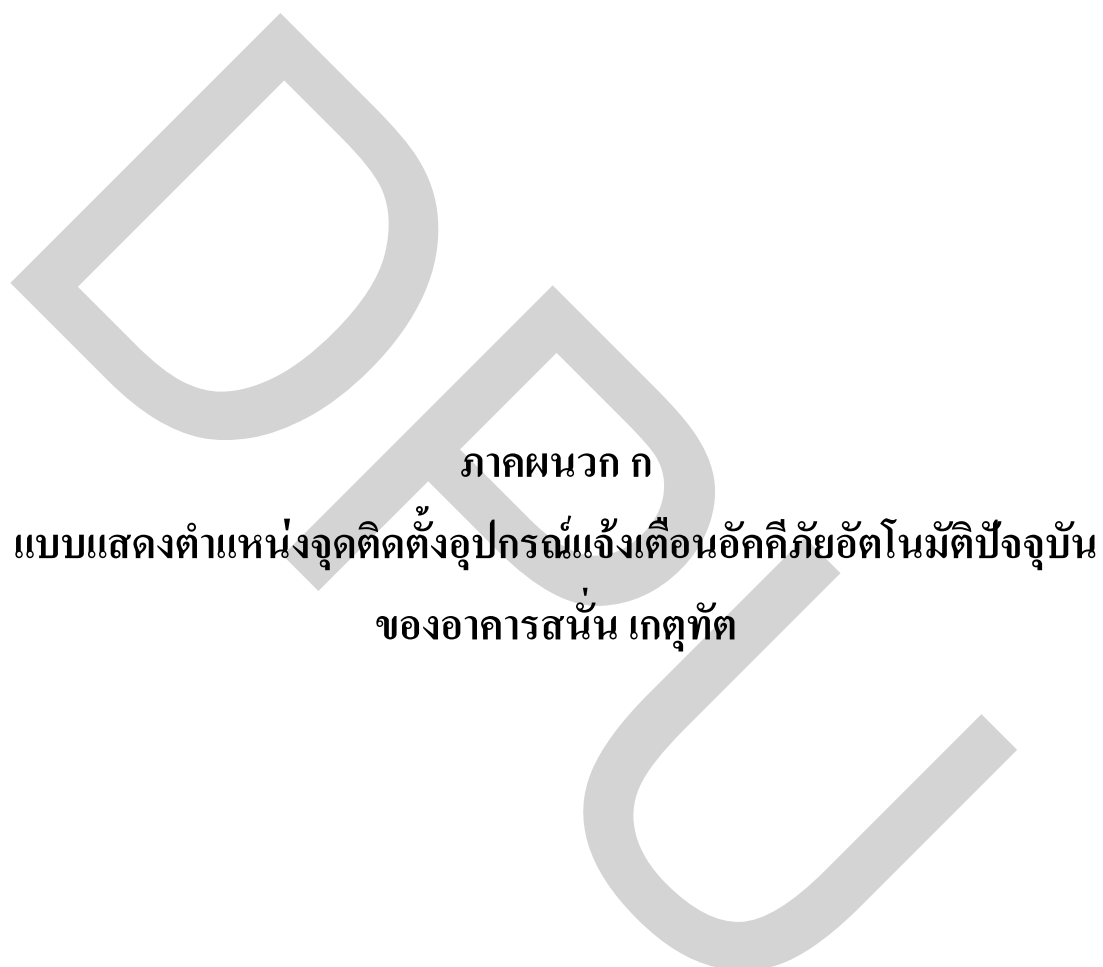 ภาคผนวก ก
แบบแสดงตำแหน่งจุดติดตั้งอุปกรณ์แจ้งเตือนอัคคีภัยอัตโนมัติปัจจุบัน
ของอาคารสนั่น เกตุทัต
DPU